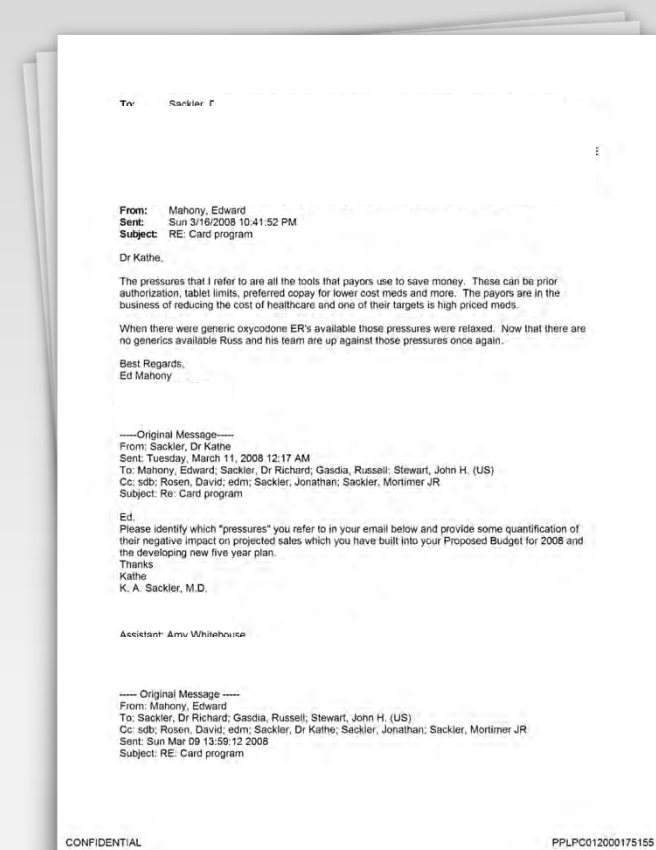 To: Sackler,
From: Mahony, Edward
Sent: Sun 3/16/2008 10:41:52 PM
Subject: RE: Card program
Dr Kathe,
The pressures that I refer to are all the tools that payors use to save money. These can be prior
authorization, tablet limits, preferred copay for lower cost meds and more. The payors are in the
business of reducing the cost of healthcare and one of their targets is high priced meds.
When there were generic oxycodone ER's available those pressures were relaxed. Now that there are
no generics available Russ and his team are up against those pressures once again.
Best Regards,
Ed Mahony
-----Original Message-----
From: Sackler, Dr Kathe
Sent: Tuesday, March 11, 2008 12:17 AM
To: Mahony, Edward; Sackler, Dr Richard; Gasdia, Russell; Stewart, John H. (US)
Cc: sdb; Rosen, David; edm; Sackler, Jonathan; Sackler, Mortimer JR
Subject: Re: Card program
Ed,
Please identify which "pressures" you refer to in your email below and provide some quantification of
their negative impact on projected sales which you have built into your Proposed Budget for 2008 and
the developing new five year plan.
Thanks
Kathe
K. A. Sackler, M.D.
Assistant: Amy Whitehouse
----- Original Message -----
From: Mahony, Edward
To: Sackler, Dr Richard; Gasdia, Russell; Stewart, John H. (US)
Cc: sdb; Rosen, David; edm; Sackler, Dr Kathe; Sackler, Jonathan; Sackler, Mortimer JR
Sent: Sun Mar 09 13:59:12 2008
Subject: RE: Card program
CONFIDENTIAL PPLPC012000175155